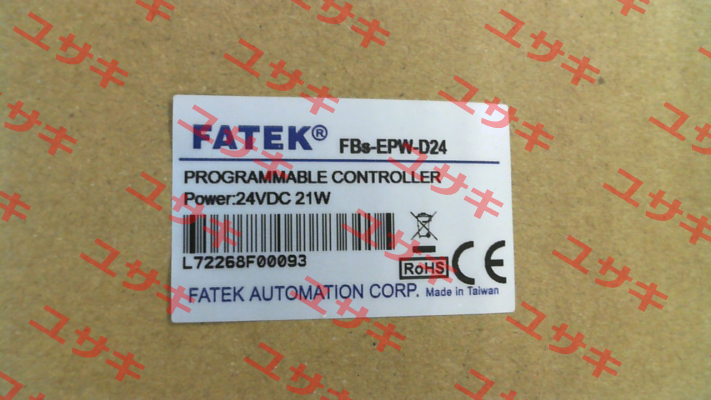 FATEK® FBs-EPW-D24
PROGRAMMABLE CONTROLLER
Power:24VDC 21W
L72268F00093
RoHS CE
FATEK AUTOMATION CORP. Made in Taiwan
ユサキ